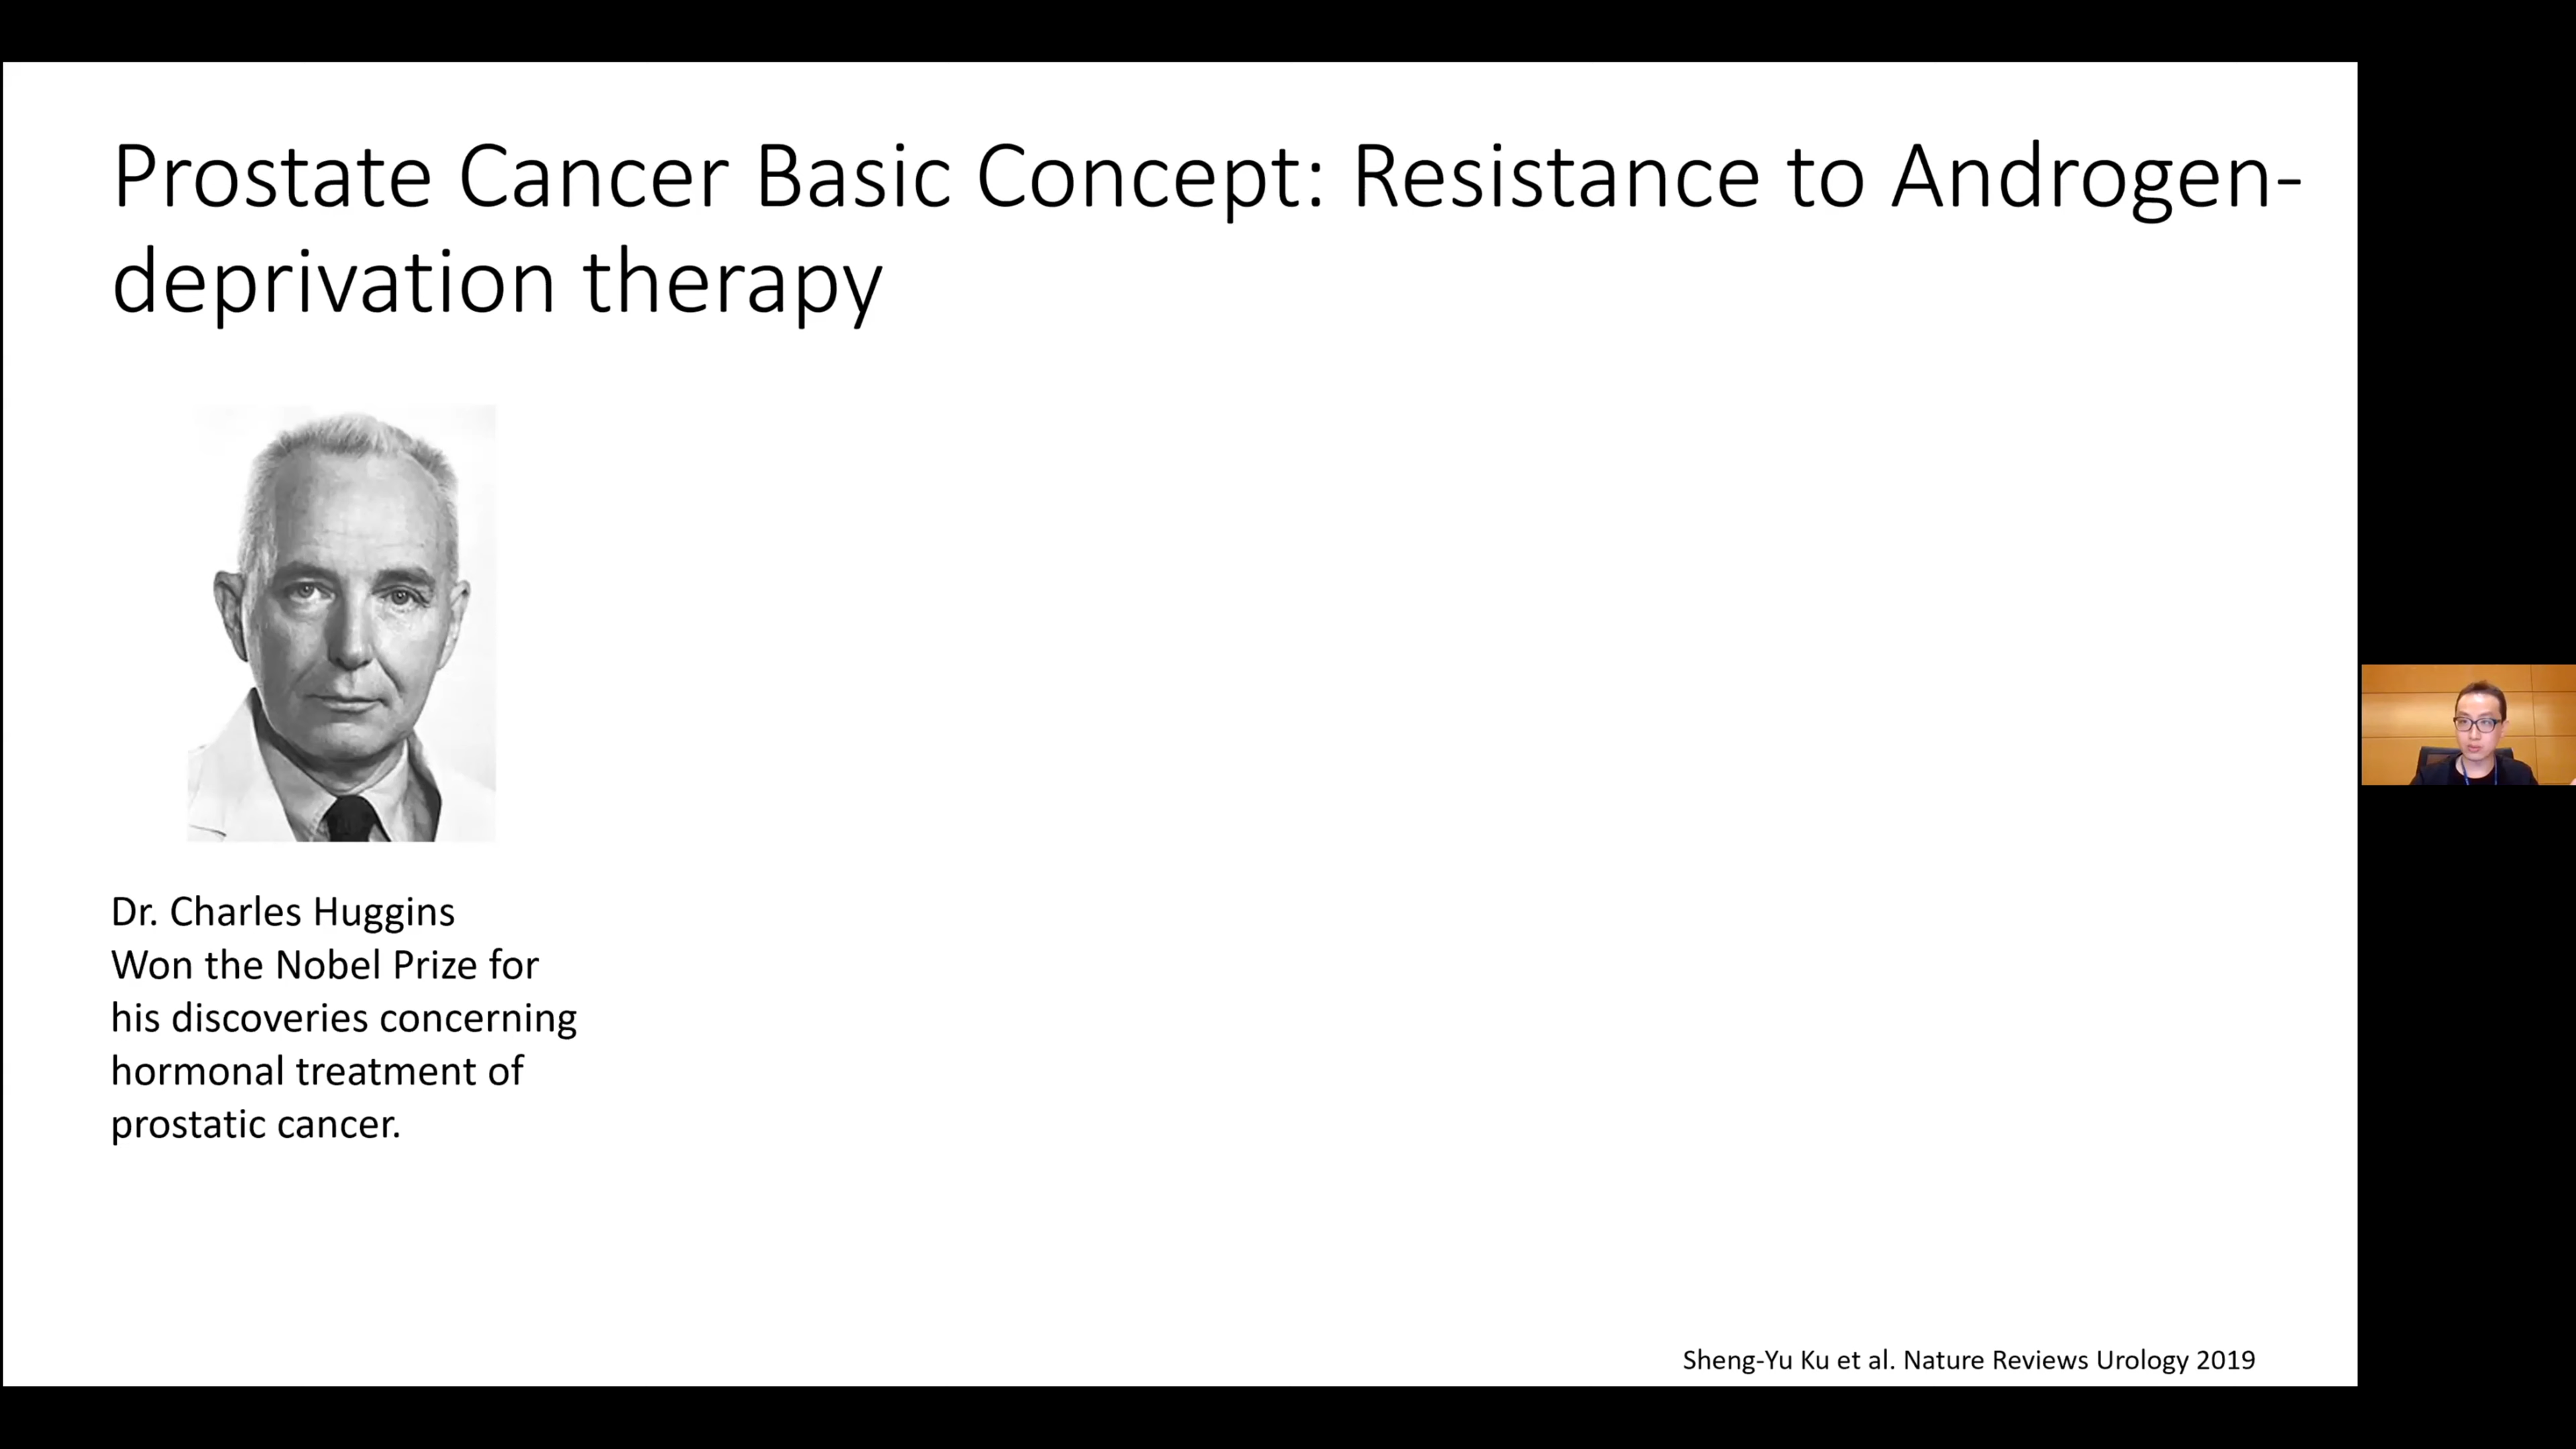 Prostate Cancer Basic Concept: Resistance to Androgen-
deprivation therapy
Dr. Charles Huggins
Won the Nobel Prize for
his discoveries concerning
hormonal treatment of
prostatic cancer.
Sheng-Yu Ku et al. Nature Reviews Urology 2019